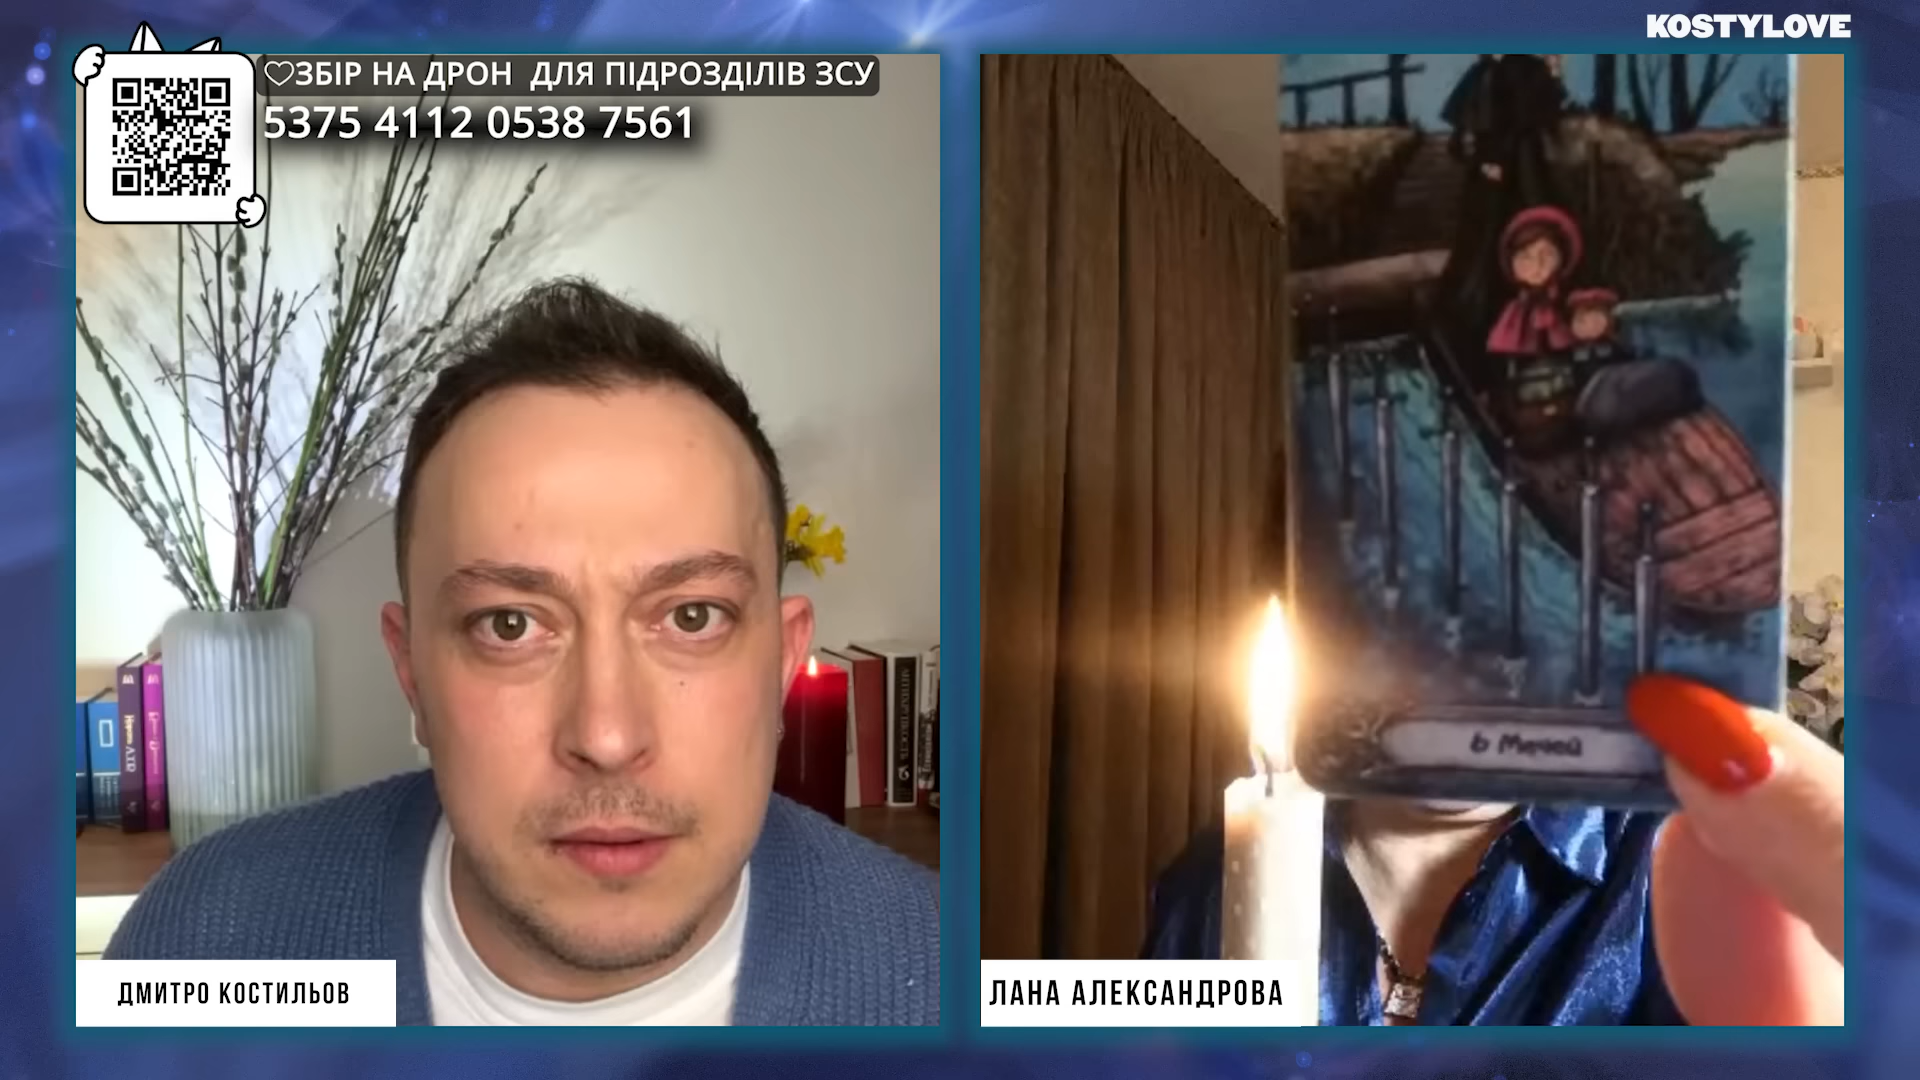 KOSTYLOVE
♡ЗБІР НА ДРОН ДЛЯ ПІДРОЗДІЛІВ ЗСУ
5375 4112 0538 7561
6 Мечей
ДМИТРО КОСТИЛЬОВ
ЛАНА АЛЕКСАНДРОВА